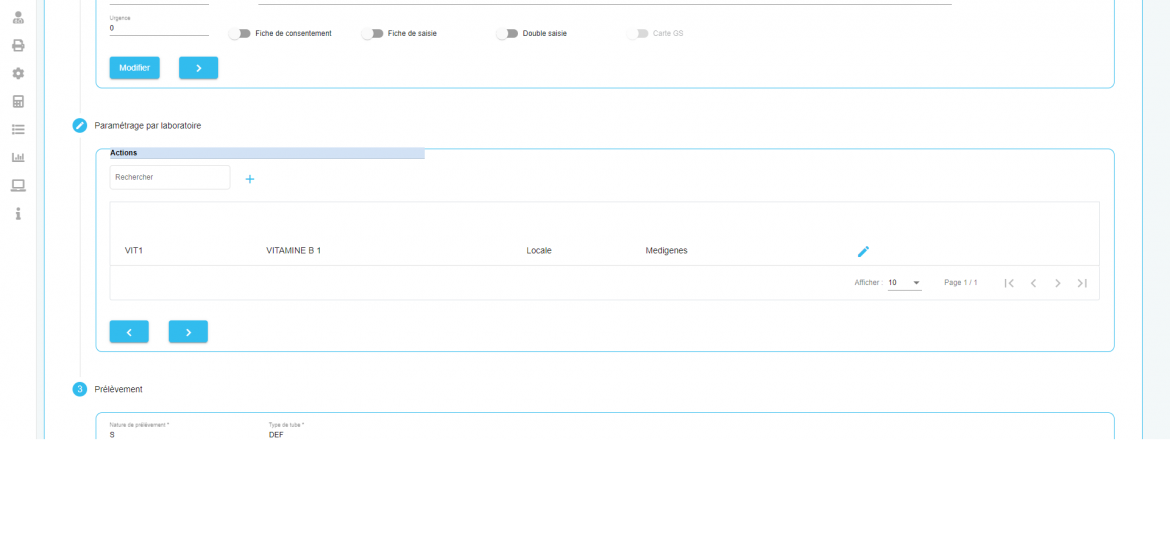 Urgence
0
Fiche de consentement
Fiche de saisie
Double saisie
Carte GS
Modifier
Paramétrage par laboratoire
Actions
Rechercher
VIT1 VITAMINE B 1 Locale Medigenes
Afficher : 10 Page 1 / 1
3 Prélèvement
Nature de prélèvement * Type de tube *
S DEF